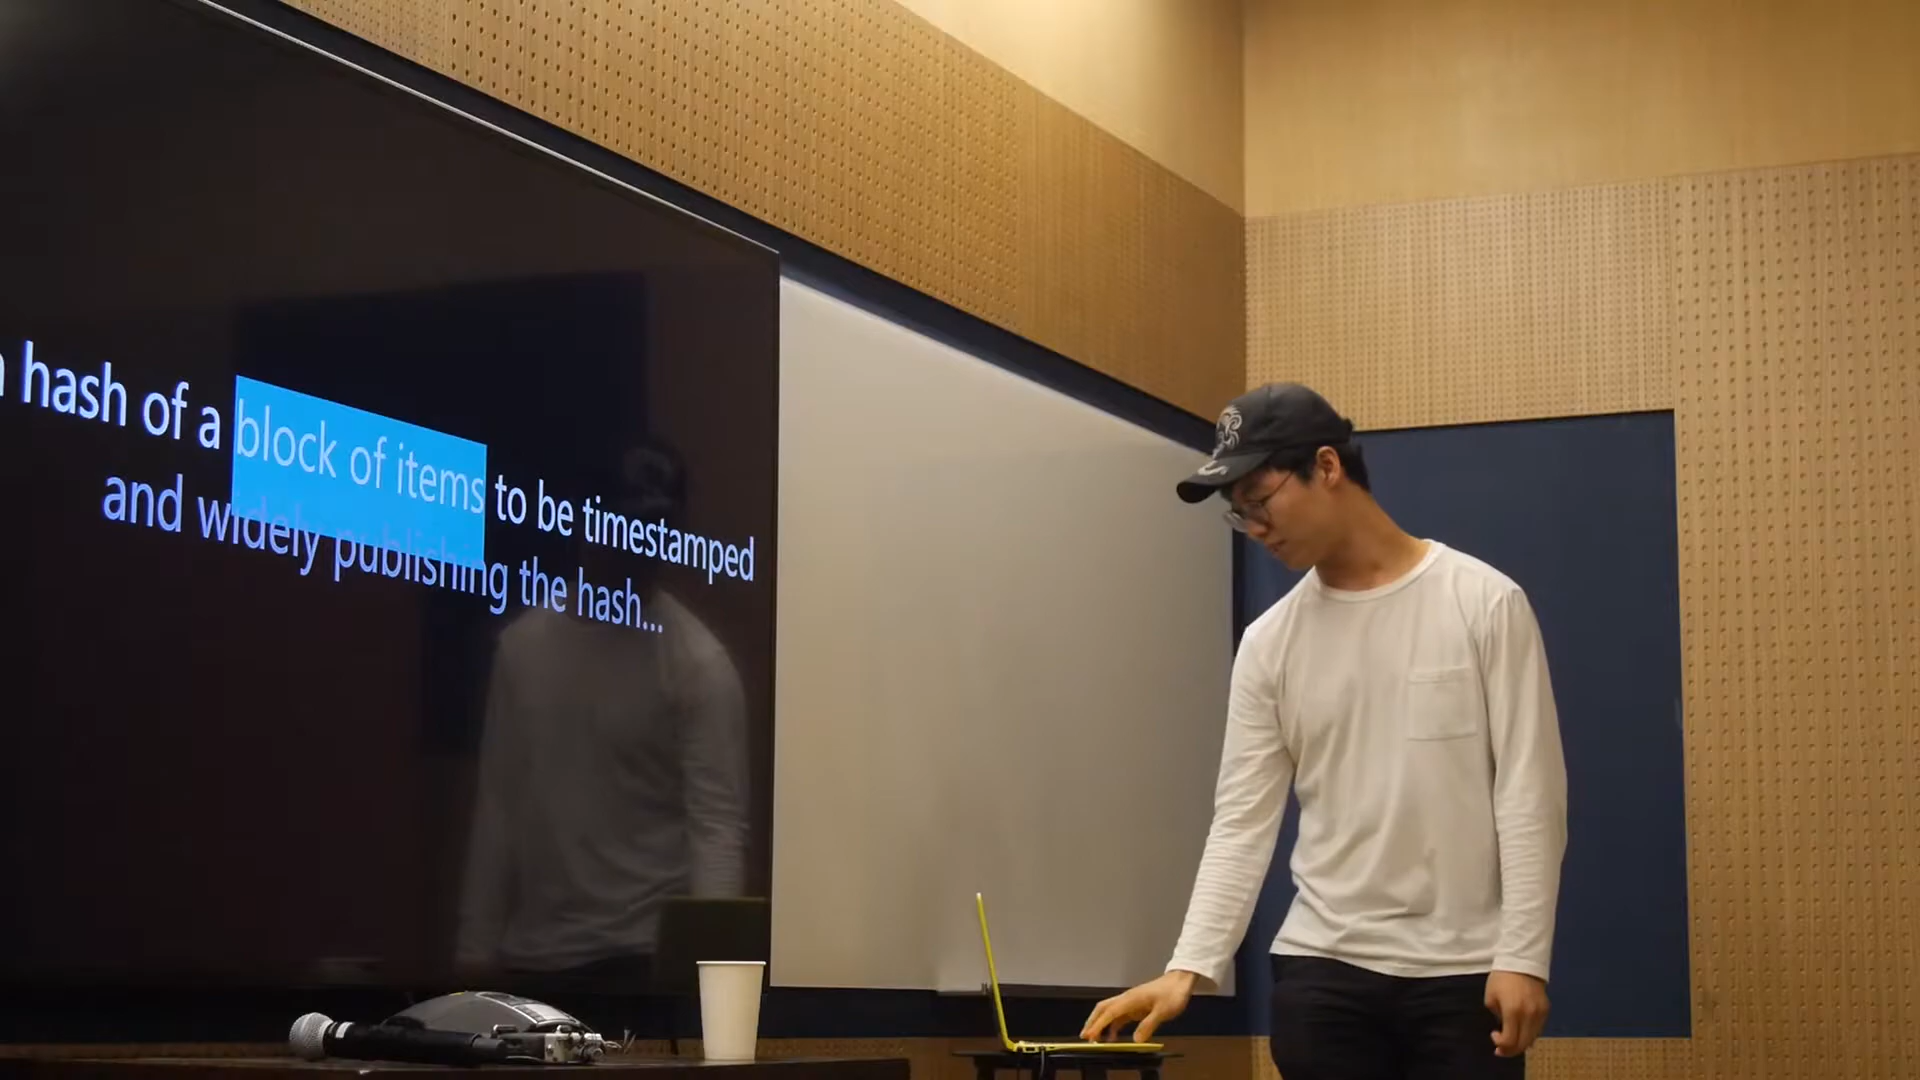 hash of a block of items to be timestamped
and widely publishing the hash...